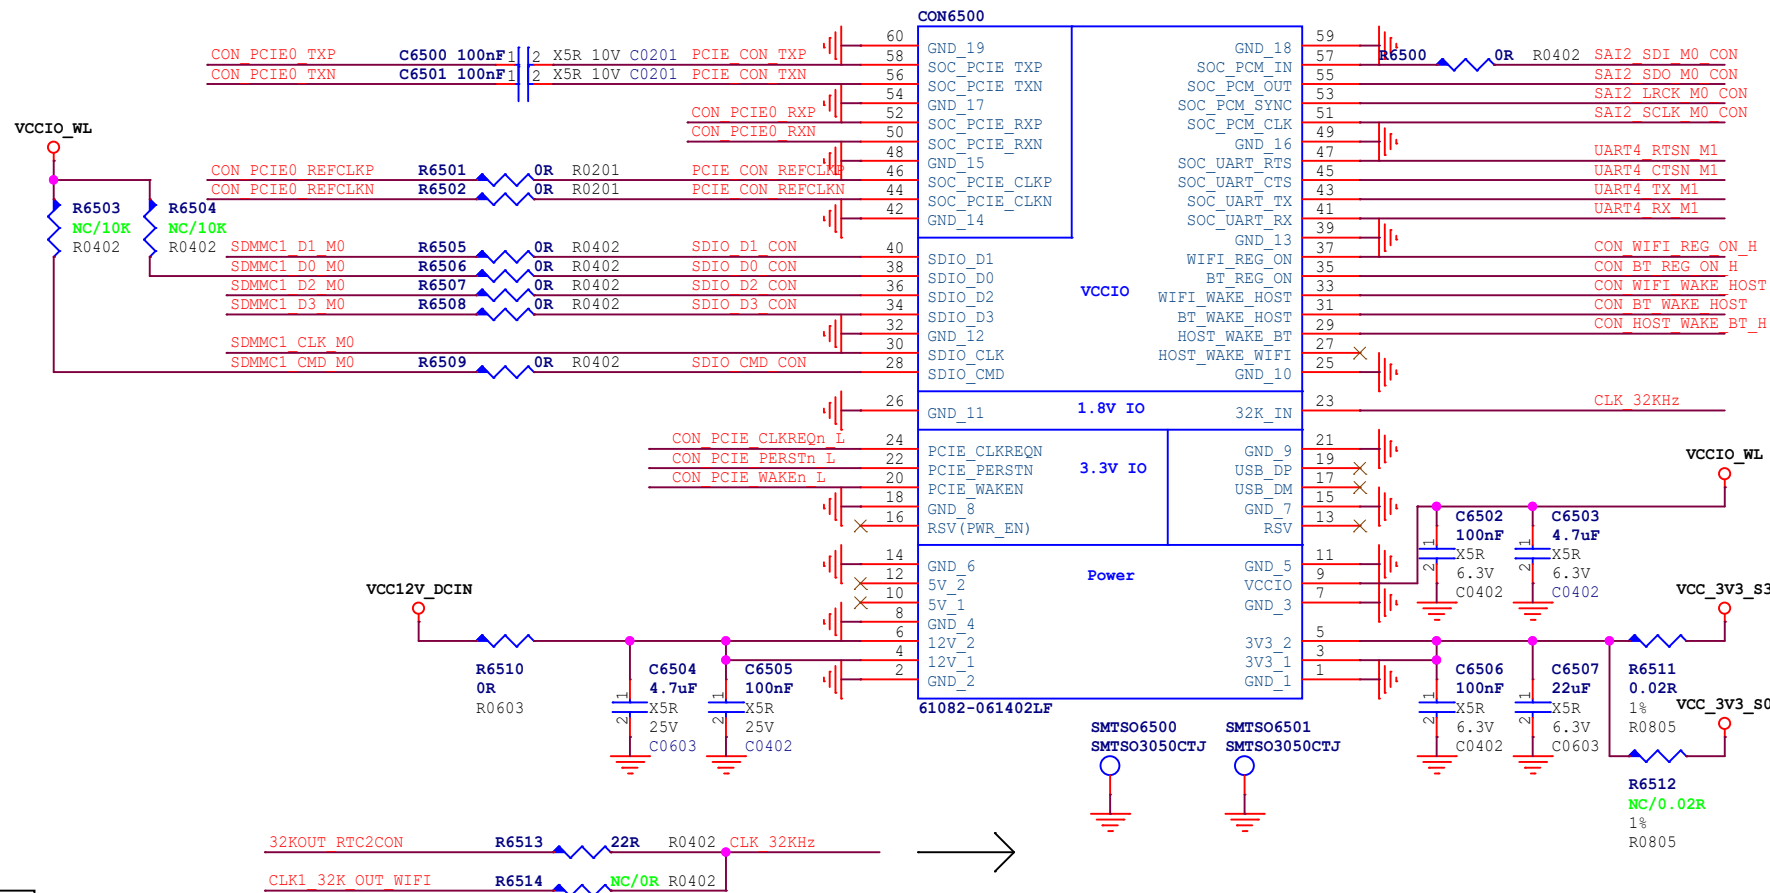 CON6500
60 GND_19 GND_18 59
CON_PCIE0_TXP C6500 100nF 1 2 X5R 10V C0201 PCIE_CON_TXP 58 SOC_PCIE_TXP SOC_PCM_IN 57 R6500 0R R0402 SAI2_SDI_M0_CON
CON_PCIE0_TXN C6501 100nF 1 2 X5R 10V C0201 PCIE_CON_TXN 56 SOC_PCIE_TXN SOC_PCM_OUT 55 SAI2_SDO_M0_CON
54 GND_17 SOC_PCM_SYNC 53 SAI2_LRCK_M0_CON
CON_PCIE0_RXP 52 SOC_PCIE_RXP SOC_PCM_CLK 51 SAI2_SCLK_M0_CON
VCCIO_WL
CON_PCIE0_RXN 50 SOC_PCIE_RXN GND_16 49
48 GND_15 SOC_UART_RTS 47 UART4_RTSN_M1
CON_PCIE0_REFCLKP R6501 0R R0201 PCIE_CON_REFCLKP 46 SOC_PCIE_CLKP SOC_UART_CTS 45 UART4_CTSN_M1
CON_PCIE0_REFCLKN R6502 0R R0201 PCIE_CON_REFCLKN 44 SOC_PCIE_CLKN SOC_UART_TX 43 UART4_TX_M1
R6503 R6504 42 GND_14 SOC_UART_RX 41 UART4_RX_M1
NC/10K NC/10K
R0402 R0402
GND_13 39
SDMMC1_D1_M0 R6505 0R R0402 SDIO_D1_CON 40 SDIO_D1 WIFI_REG_ON 37 CON_WIFI_REG_ON_H
SDMMC1_D0_M0 R6506 0R R0402 SDIO_D0_CON 38 SDIO_D0 BT_REG_ON 35 CON_BT_REG_ON_H
SDMMC1_D2_M0 R6507 0R R0402 SDIO_D2_CON 36 SDIO_D2 VCCIO WIFI_WAKE_HOST 33 CON_WIFI_WAKE_HOST
SDMMC1_D3_M0 R6508 0R R0402 SDIO_D3_CON 34 SDIO_D3 BT_WAKE_HOST 31 CON_BT_WAKE_HOST
32 GND_12 HOST_WAKE_BT 29 CON_HOST_WAKE_BT_H
SDMMC1_CLK_M0 30 SDIO_CLK HOST_WAKE_WIFI 27
SDMMC1_CMD_M0 R6509 0R R0402 SDIO_CMD_CON 28 SDIO_CMD GND_10 25
26 GND_11 1.8V IO 32K_IN 23 CLK_32KHz
CON_PCIE_CLKREQn_L 24 PCIE_CLKREQN GND_9 21
CON_PCIE_PERSTn_L 22 PCIE_PERSTN 3.3V IO USB_DP 19
VCCIO_WL
CON_PCIE_WAKEn_L 20 PCIE_WAKEN USB_DM 17
18 GND_8 GND_7 15
16 RSV(PWR_EN) RSV 13
C6502 C6503
100nF 4.7uF
1 1
X5R X5R
2 2
6.3V 6.3V
C0402 C0402
14 GND_6 Power GND_5 11
12 5V_2 VCCIO 9
10 5V_1 GND_3 7
VCC12V_DCIN
VCC_3V3_S3
8 GND_4
6 12V_2 3V3_2 5
4 12V_1 3V3_1 3
2 GND_2 GND_1 1
R6510
0R
R0603
C6504 C6505
4.7uF 100nF
1 1
X5R X5R
2 2
25V 25V
C0603 C0402
C6506 C6507
100nF 22uF
1 1
X5R X5R
2 2
6.3V 6.3V
C0402 C0603
R6511
0.02R
1%
R0805
VCC_3V3_S0
61082-061402LF
SMTSO6500 SMTSO6501
SMTSO3050CTJ SMTSO3050CTJ
R6512
NC/0.02R
1%
R0805
32KOUT_RTC2CON R6513 22R R0402 CLK_32KHz
CLK1_32K_OUT_WIFI R6514 NC/0R R0402